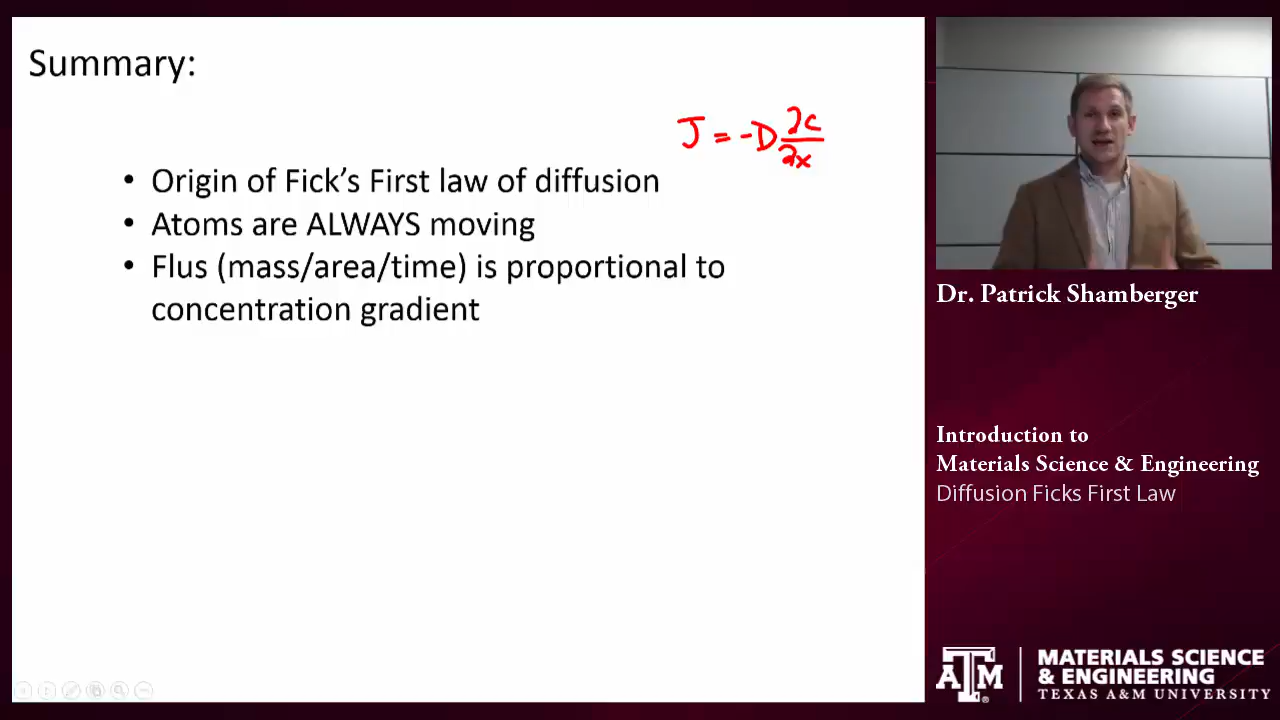 Summary:
J = -D ∂c/∂x
• Origin of Fick's First law of diffusion
• Atoms are ALWAYS moving
• Flus (mass/area/time) is proportional to
concentration gradient
Dr. Patrick Shamberger
Introduction to
Materials Science & Engineering
Diffusion Ficks First Law
ATM
MATERIALS SCIENCE
& ENGINEERING
TEXAS A&M UNIVERSITY